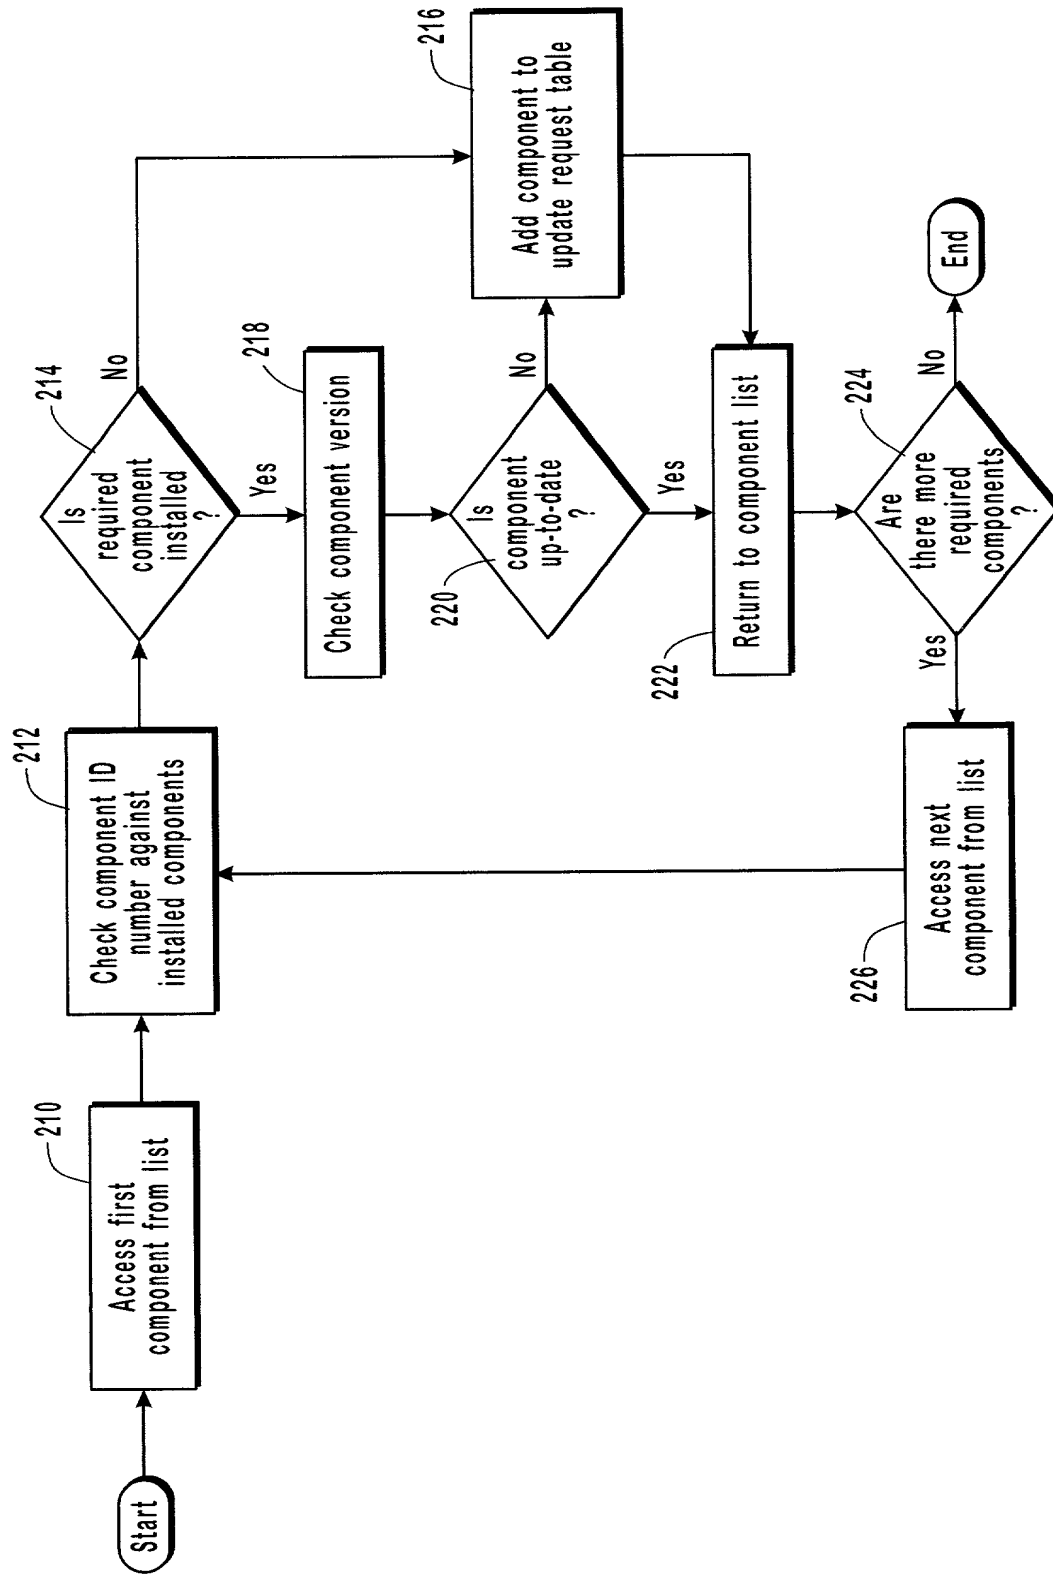 Start
210
Access first
component from list
212
Check component ID
number against
installed components
214
Is
required
component
installed
?
No
Yes
216
Add component to
update request table
218
Check component version
220
Is
component
up-to-date
?
No
Yes
222
Return to component list
224
Are
there more
required
components
?
No
End
Yes
226
Access next
component from list